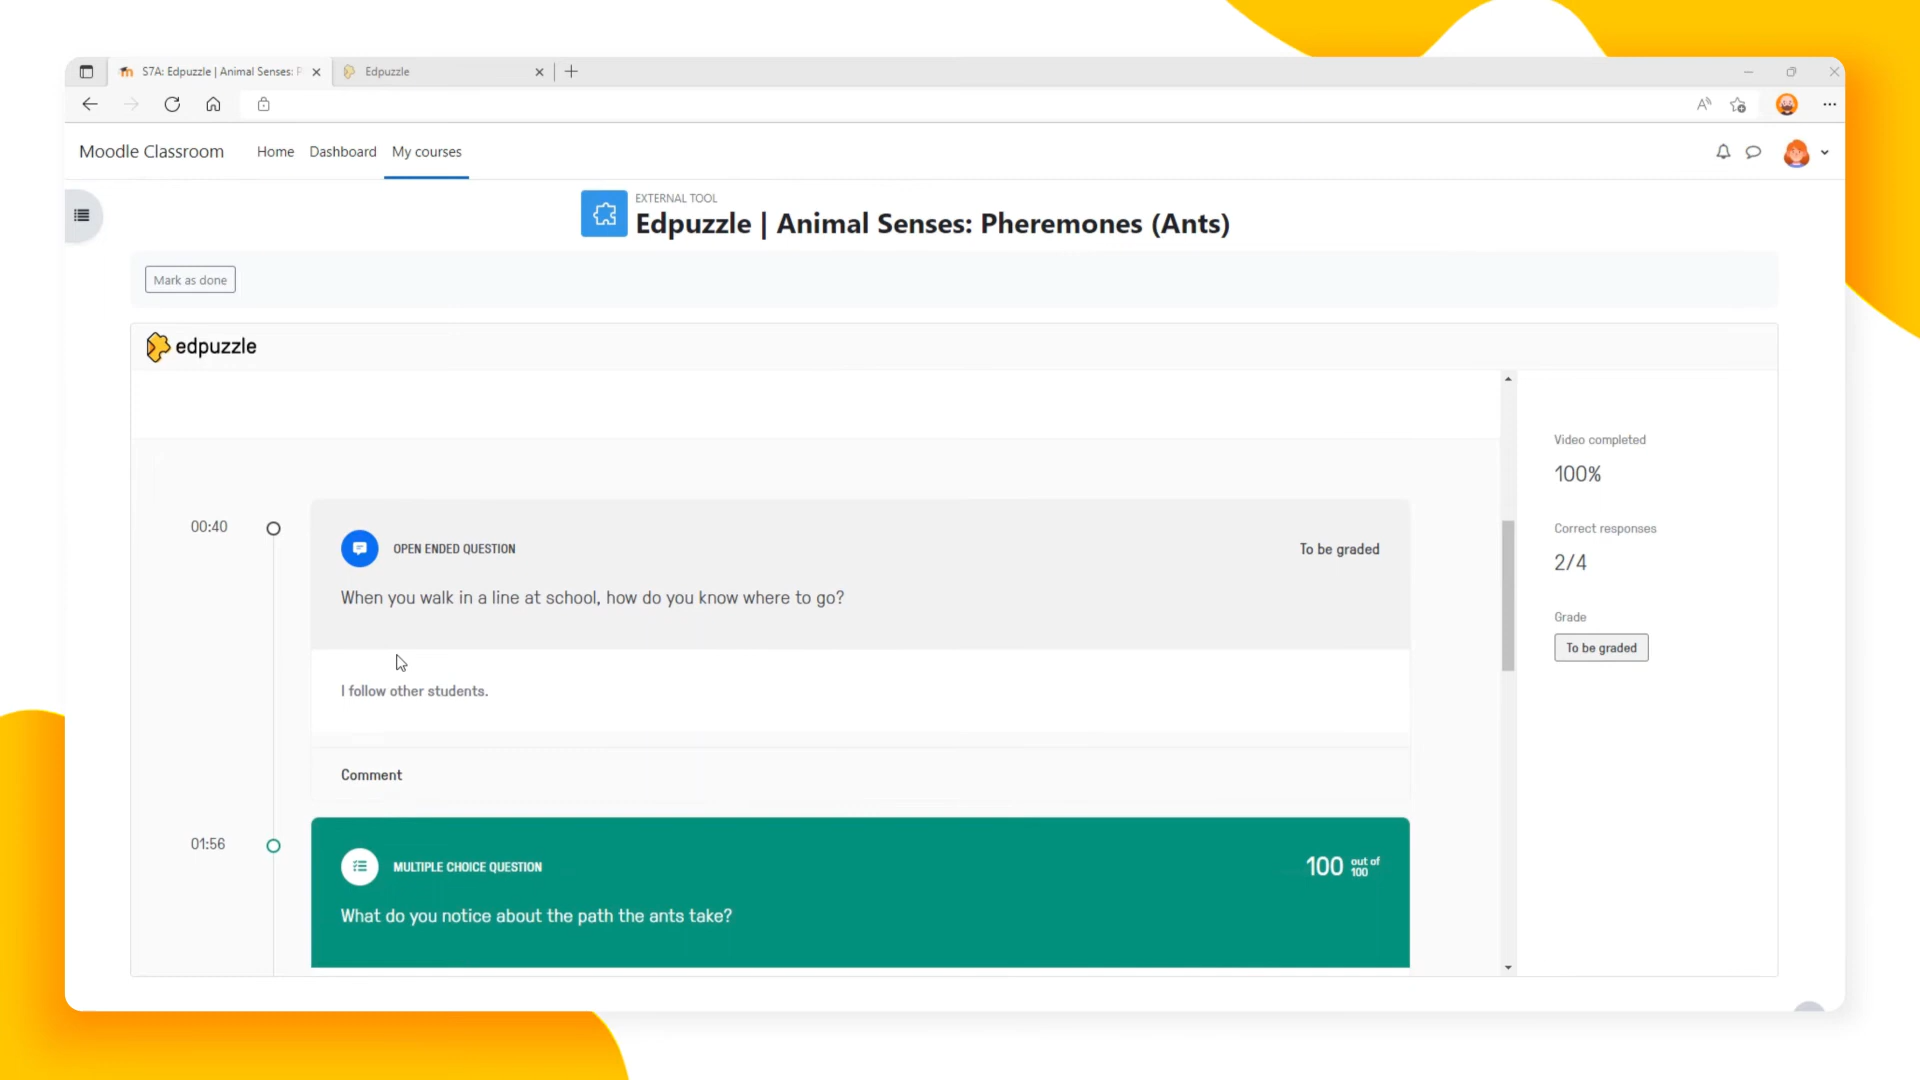 S7A: Edpuzzle | Animal Senses: P
Edpuzzle
Moodle Classroom
Home
Dashboard
My courses
EXTERNAL TOOL
Edpuzzle | Animal Senses: Pheremones (Ants)
Mark as done
edpuzzle
Video completed
100%
Correct responses
2/4
Grade
To be graded
00:40
OPEN ENDED QUESTION
To be graded
When you walk in a line at school, how do you know where to go?
I follow other students.
Comment
01:56
MULTIPLE CHOICE QUESTION
100 out of 100
What do you notice about the path the ants take?